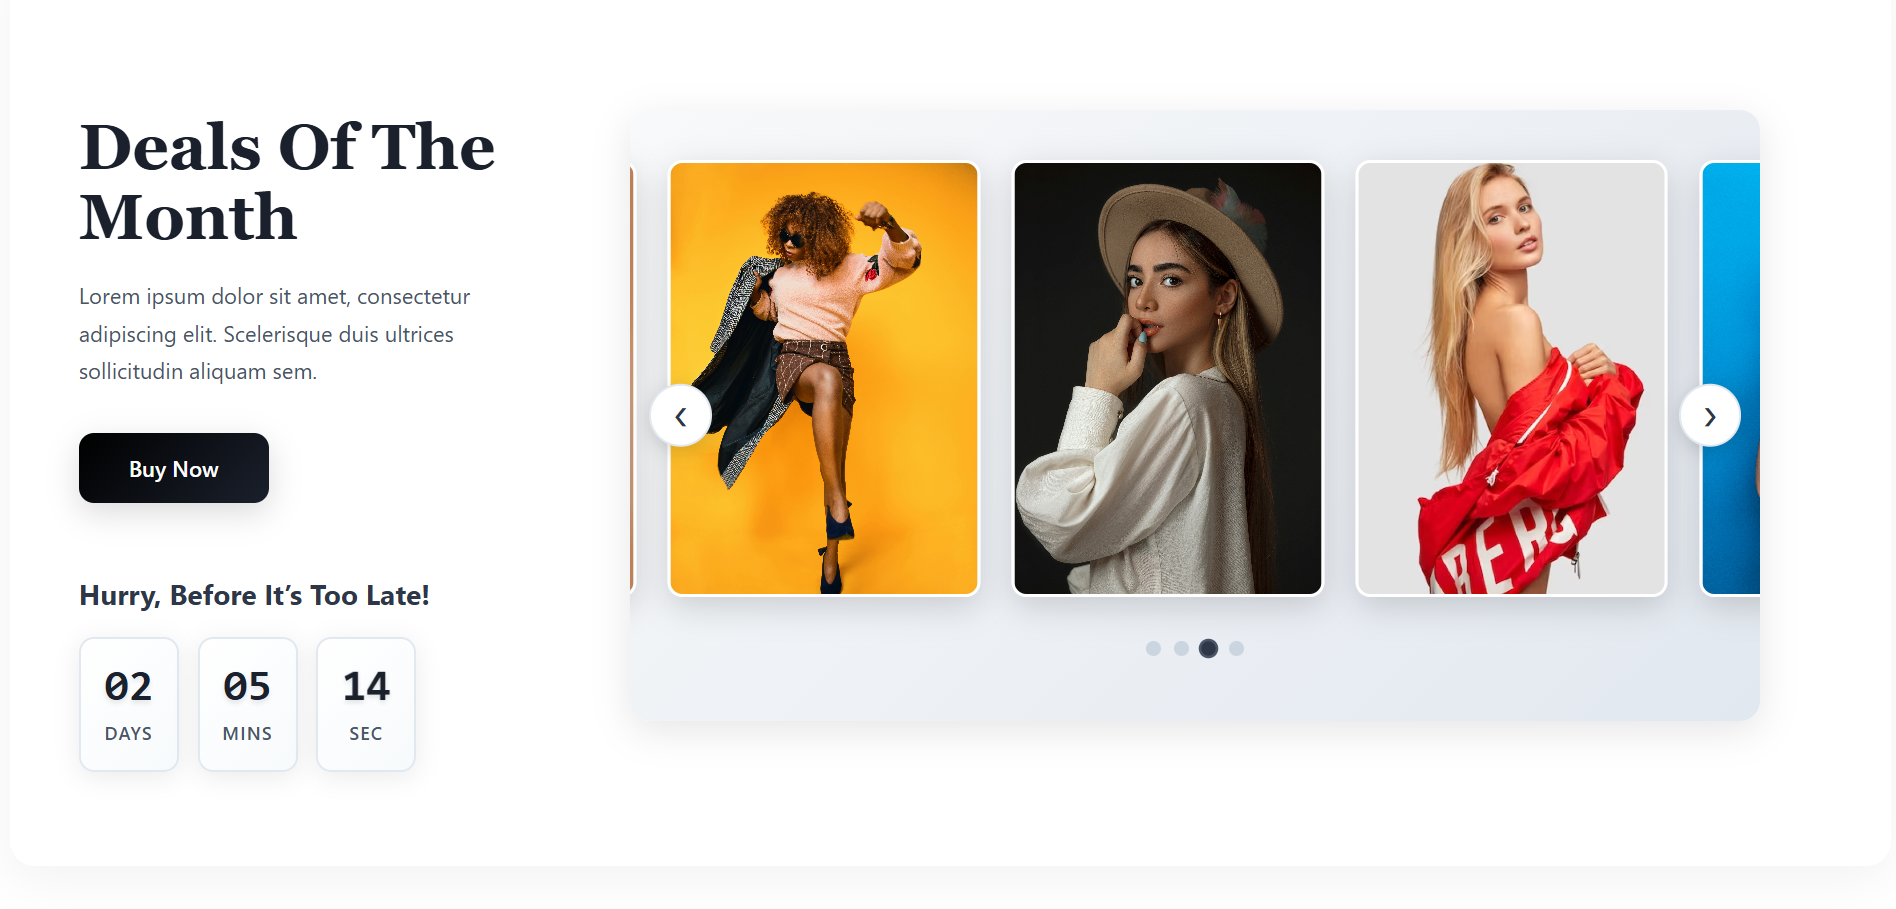 Deals Of The
Month
Lorem ipsum dolor sit amet, consectetur
adipiscing elit. Scelerisque duis ultrices
sollicitudin aliquam sem.
Buy Now
Hurry, Before It’s Too Late!
02 05 14
DAYS MINS SEC